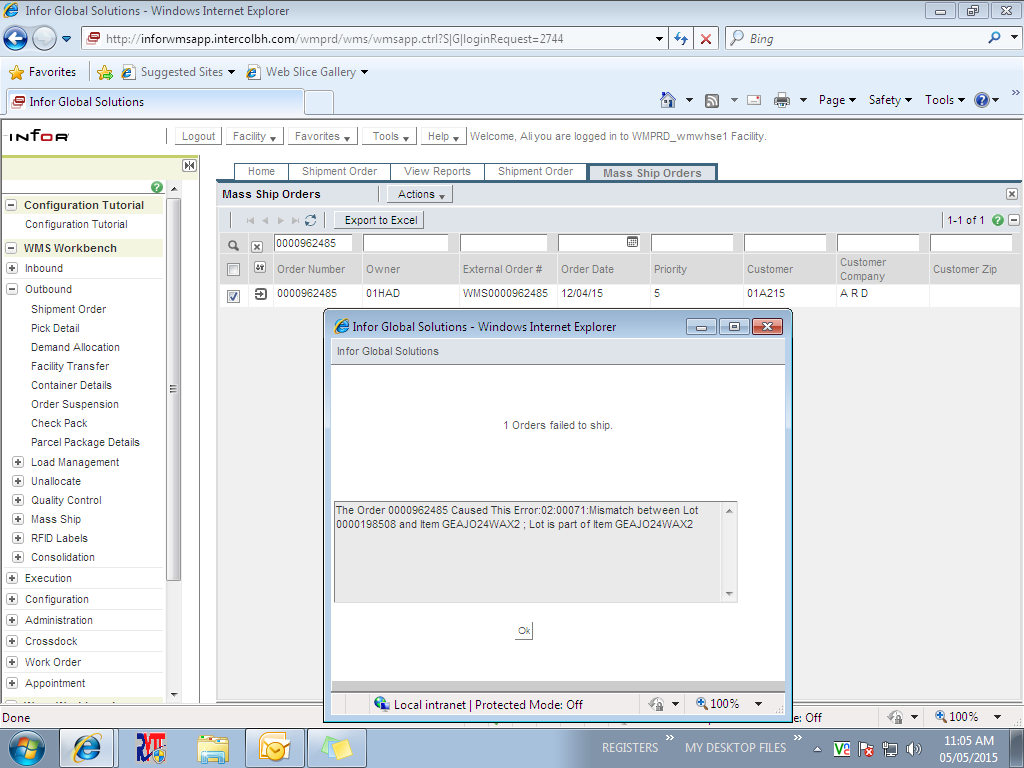 Infor Global Solutions - Windows Internet Explorer
http://inforwmsapp.intercolbh.com/wmprd/wms/wmsapp.ctrl?S|G|loginRequest=2744
Bing
Favorites
Suggested Sites
Web Slice Gallery
Infor Global Solutions
Page
Safety
Tools
infor
Logout
Facility
Favorites
Tools
Help
Welcome, Ali you are logged in to WMPRD_wmwhse1 Facility.
Home
Shipment Order
View Reports
Shipment Order
Mass Ship Orders
Configuration Tutorial
Configuration Tutorial
WMS Workbench
Inbound
Outbound
Shipment Order
Pick Detail
Demand Allocation
Facility Transfer
Container Details
Order Suspension
Check Pack
Parcel Package Details
Load Management
Unallocate
Quality Control
Mass Ship
RFID Labels
Consolidation
Execution
Configuration
Administration
Crossdock
Work Order
Appointment
Mass Ship Orders
Actions
Export to Excel
1-1 of 1
0000962485
Order Number
Owner
External Order #
Order Date
Priority
Customer
Customer Company
Customer Zip
0000962485
01HAD
WMS0000962485
12/04/15
5
01A215
A R D
Infor Global Solutions - Windows Internet Explorer
Infor Global Solutions
1 Orders failed to ship.
The Order 0000962485 Caused This Error:02:00071:Mismatch between Lot
0000198508 and Item GEAJO24WAX2 ; Lot is part of Item GEAJO24WAX2
Ok
Local intranet | Protected Mode: Off
100%
Done
e: Off
100%
REGISTERS
MY DESKTOP FILES
11:05 AM
05/05/2015